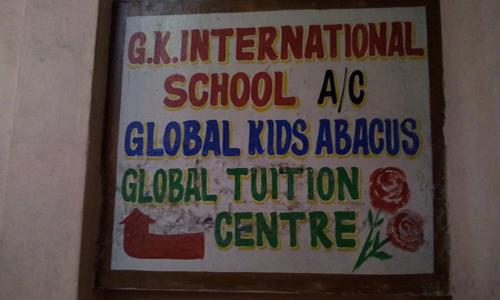 G.K.INTERNATIONAL
SCHOOL A/C
GLOBAL KIDS ABACUS
GLOBAL TUITION
CENTRE